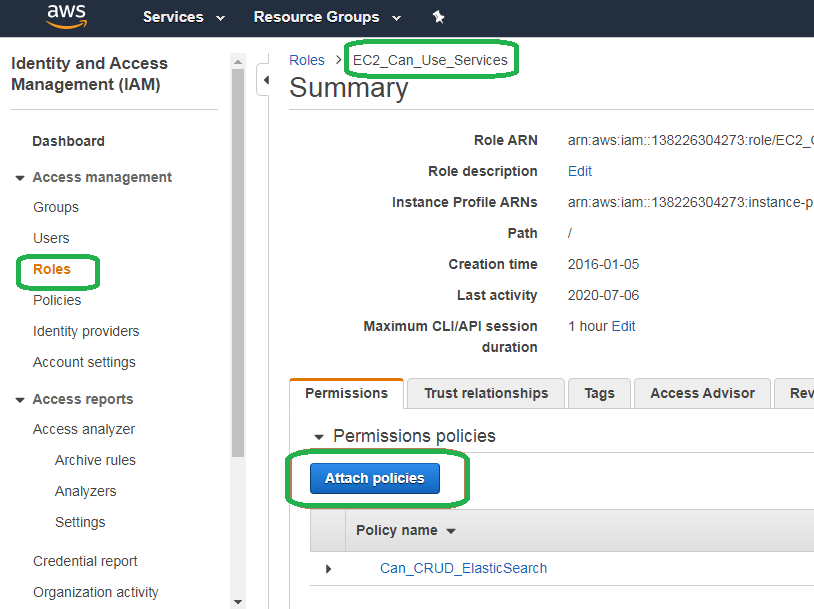 aws
Services
Resource Groups
Identity and Access
Management (IAM)
Dashboard
Access management
Groups
Users
Roles
Policies
Identity providers
Account settings
Access reports
Access analyzer
Archive rules
Analyzers
Settings
Credential report
Organization activity
Roles > EC2_Can_Use_Services
Summary
Role ARN arn:aws:iam::138226304273:role/EC2_
Role description Edit
Instance Profile ARNs arn:aws:iam::138226304273:instance-p
Path /
Creation time 2016-01-05
Last activity 2020-07-06
Maximum CLI/API session 1 hour Edit
duration
Permissions Trust relationships Tags Access Advisor Rev
Permissions policies
Attach policies
Policy name
Can_CRUD_ElasticSearch